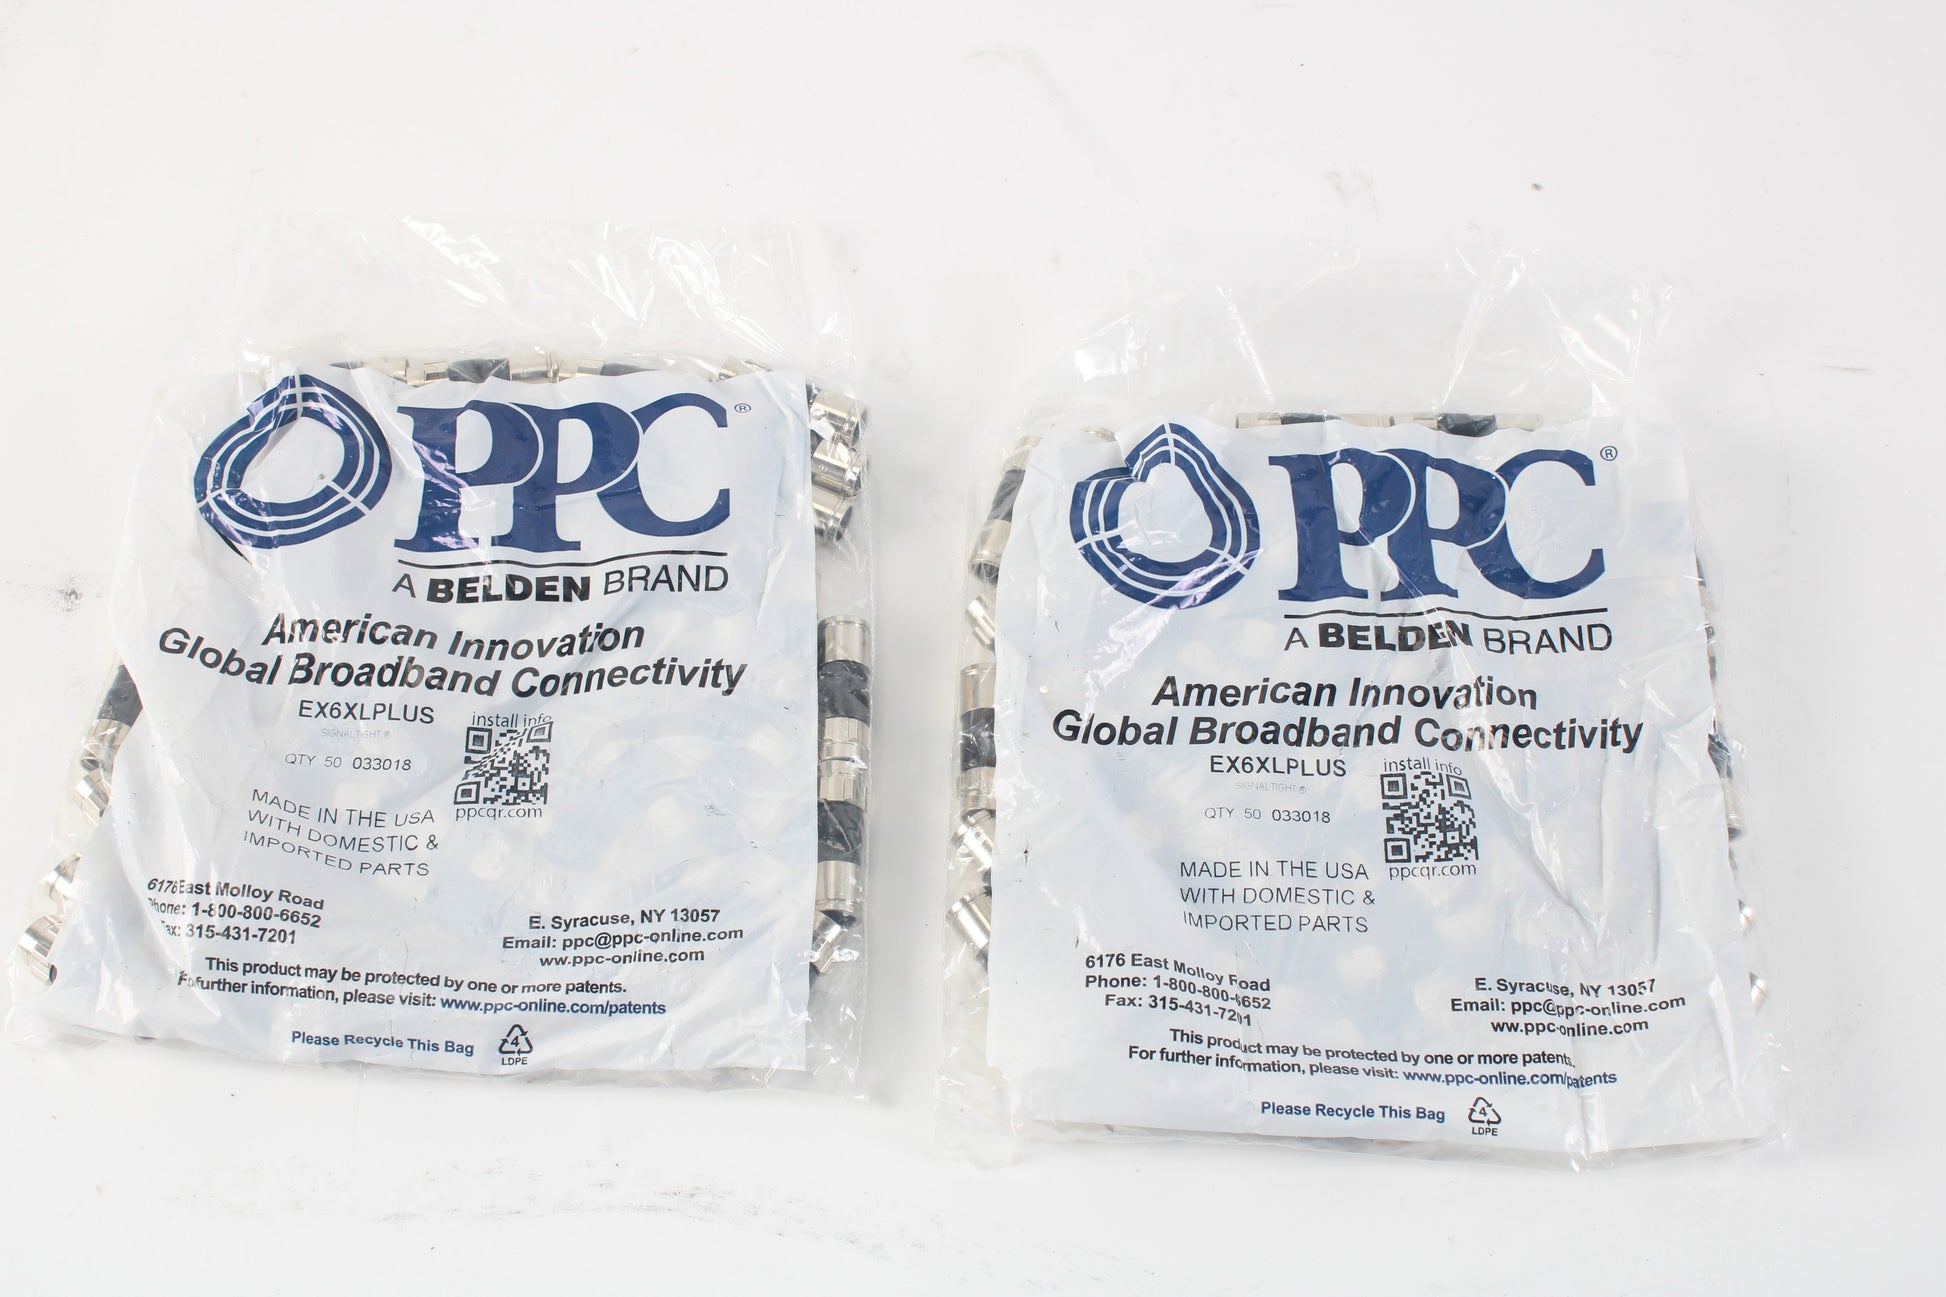 PPC®
A BELDEN BRAND
American Innovation
Global Broadband Connectivity
EX6XLPLUS
SIGNALTIGHT®
QTY 50 033018
install info
ppcqr.com
MADE IN THE USA
WITH DOMESTIC &
IMPORTED PARTS
6176 East Molloy Road
Phone: 1-800-800-6652
Fax: 315-431-7201
E. Syracuse, NY 13057
Email: ppc@ppc-online.com
ww.ppc-online.com
This product may be protected by one or more patents.
For further information, please visit: www.ppc-online.com/patents
Please Recycle This Bag
4
LDPE
PPC®
A BELDEN BRAND
American Innovation
Global Broadband Connectivity
EX6XLPLUS
SIGNALTIGHT®
QTY 50 033018
install info
ppcqr.com
MADE IN THE USA
WITH DOMESTIC &
IMPORTED PARTS
6176 East Molloy Road
Phone: 1-800-800-6652
Fax: 315-431-7201
E. Syracuse, NY 13057
Email: ppc@ppc-online.com
ww.ppc-online.com
This product may be protected by one or more patents.
For further information, please visit: www.ppc-online.com/patents
Please Recycle This Bag
4
LDPE